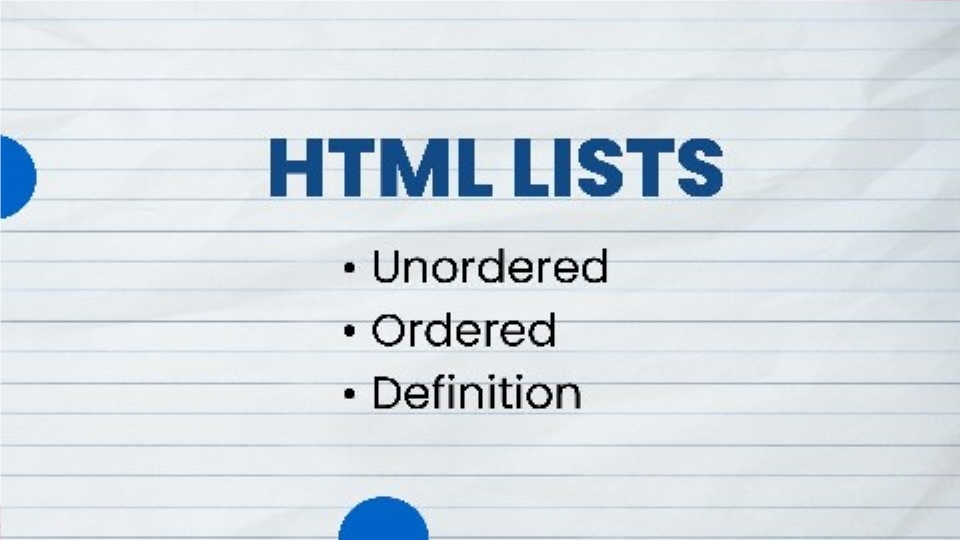 HTML LISTS
• Unordered
• Ordered
• Definition